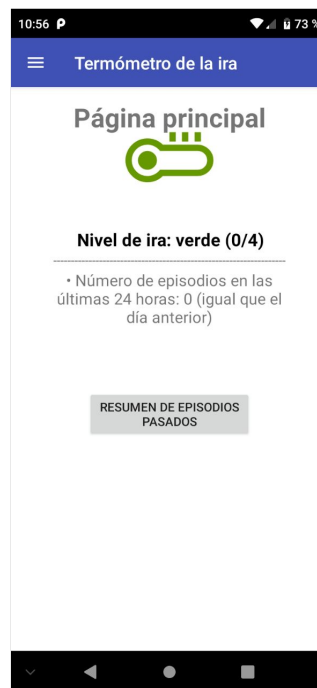 10:56 P 73 %
Termómetro de la ira
Página principal
Nivel de ira: verde (0/4)
• Número de episodios en las
últimas 24 horas: 0 (igual que el
día anterior)
RESUMEN DE EPISODIOS
PASADOS